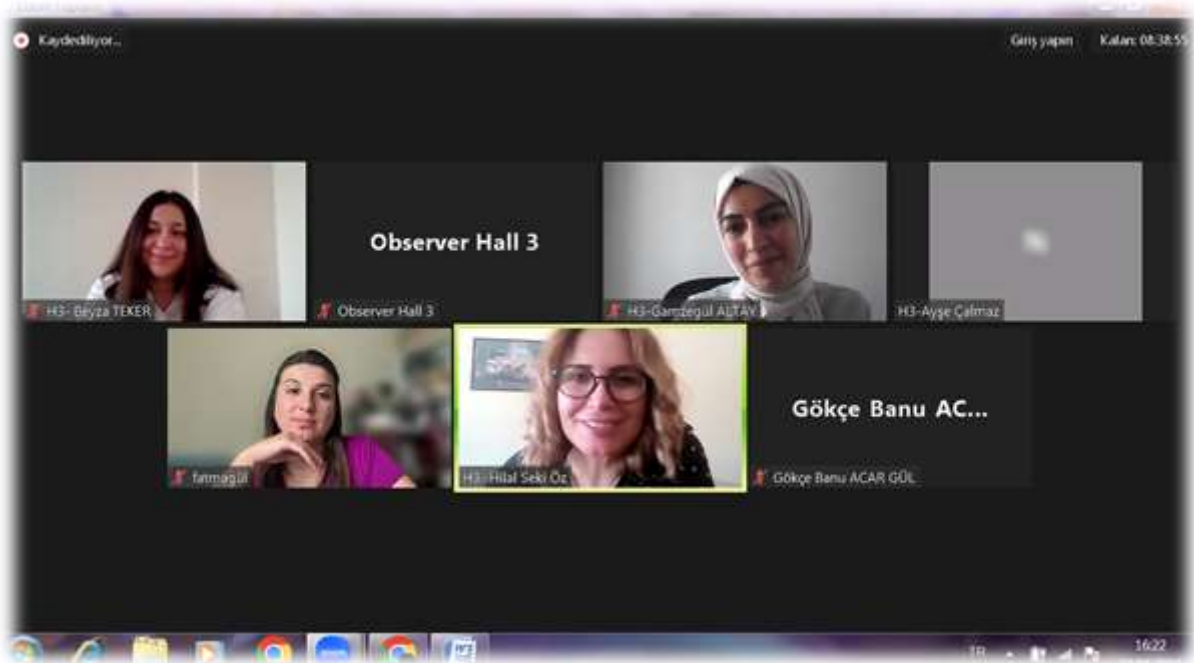 Kaydediliyor...
Giriş yapın Kalan: 08:38:55
Observer Hall 3
H3- Beyza TEKER
Observer Hall 3
H3-Gamzegül ALTAY
H3-Ayşe Çalmaz
Gökçe Banu AC...
fatmagül
H3- Hilal Seki Öz
Gökçe Banu ACAR GÜL
TR
16:22